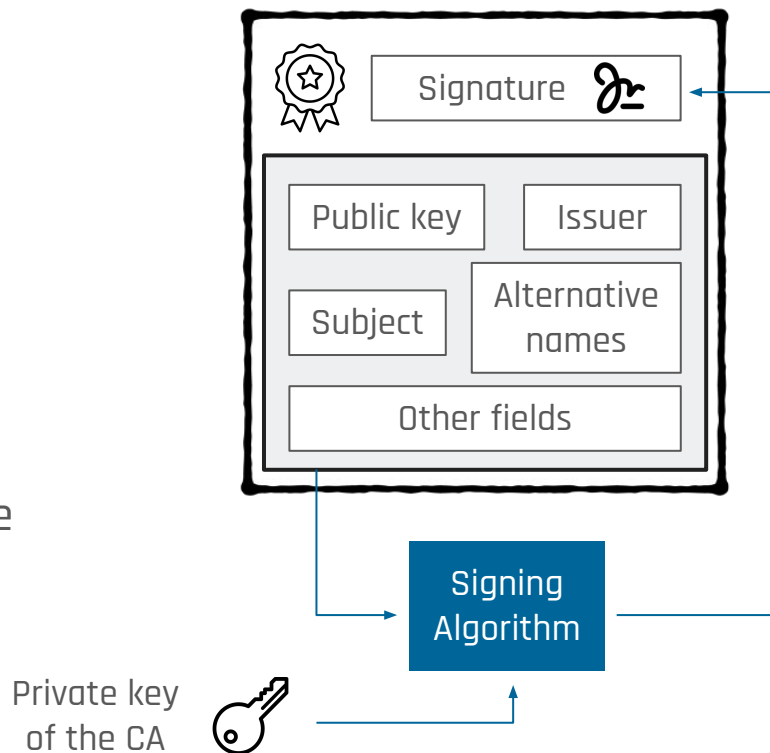 Signature
Public key
Issuer
Subject
Alternative
names
Other fields
Signing
Algorithm
Private key
of the CA